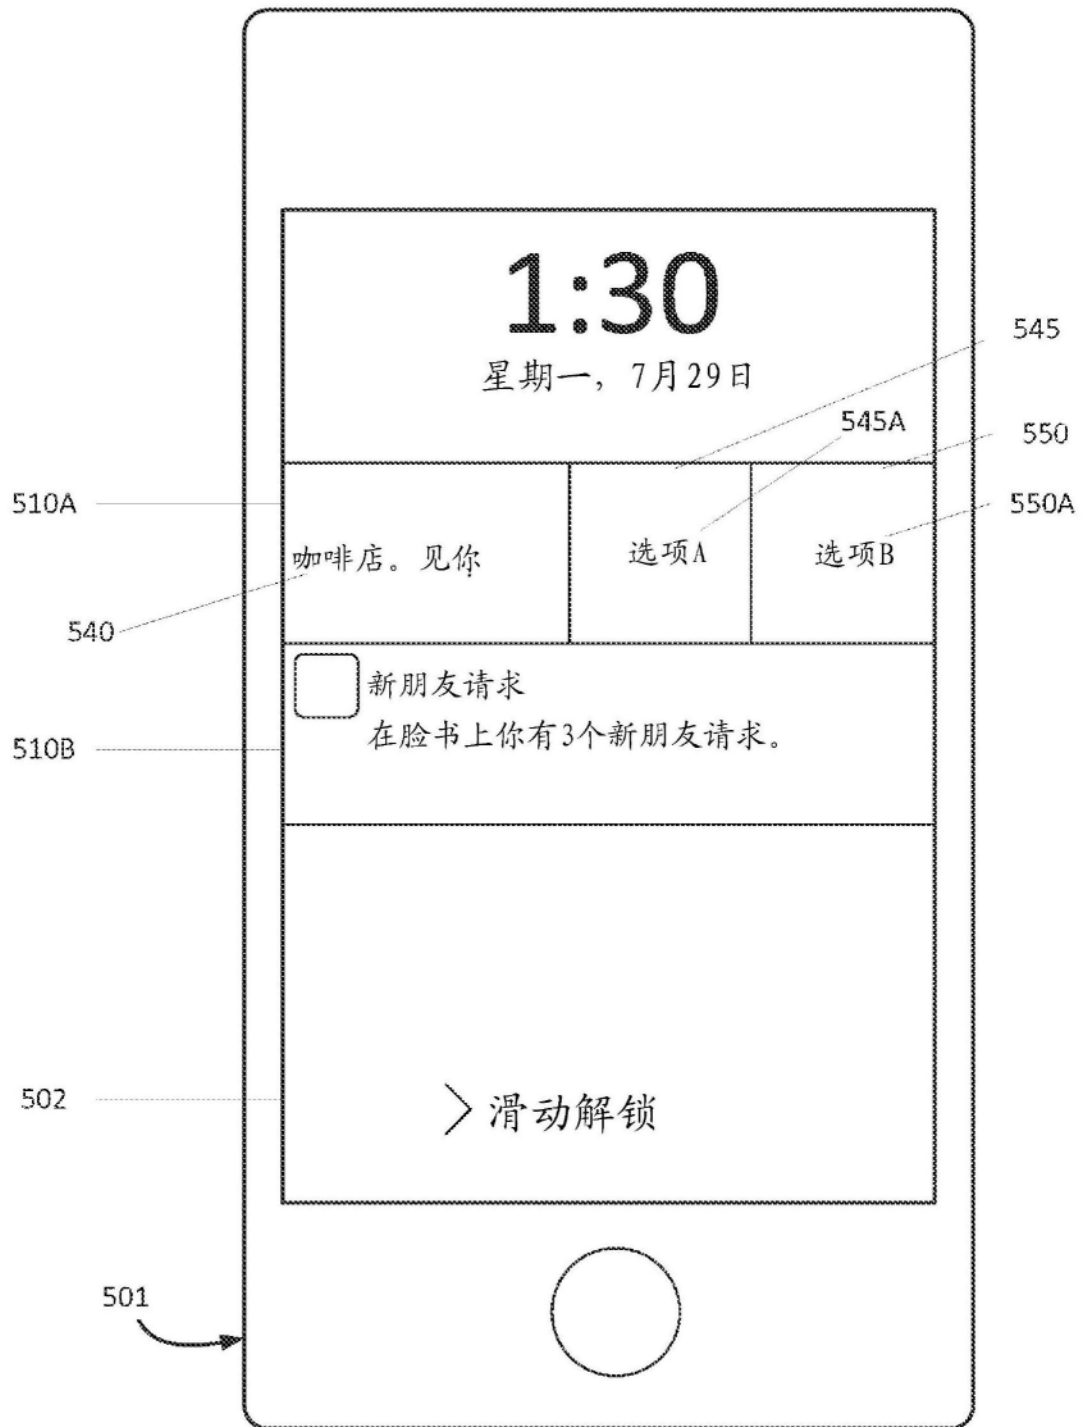 1:30
545
星期一，7月29日
545A
550
510A
550A
咖啡店。见你
选项A
选项B
540
新朋友请求
在脸书上你有3个新朋友请求。
510B
502
滑动解锁
501